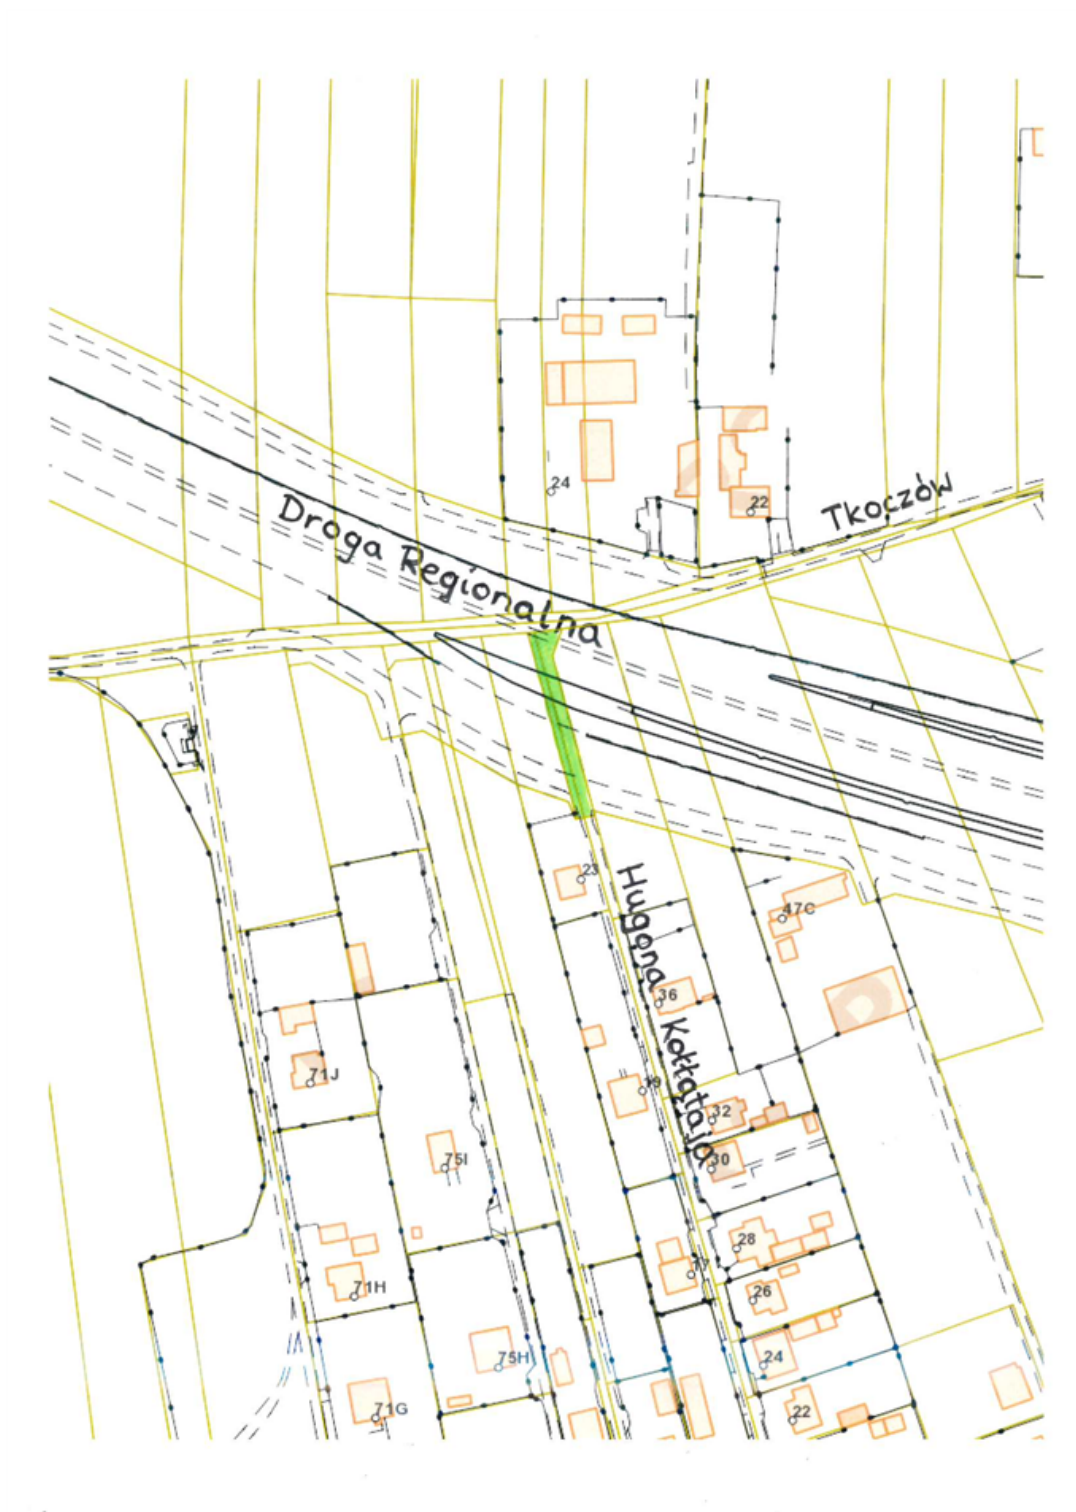 24
22
Tkoczów
Droga Regionalna
23
Hugona Kołłątaja
47C
36
71J
19
32
30
75I
28
17
26
71H
24
75H
22
71G